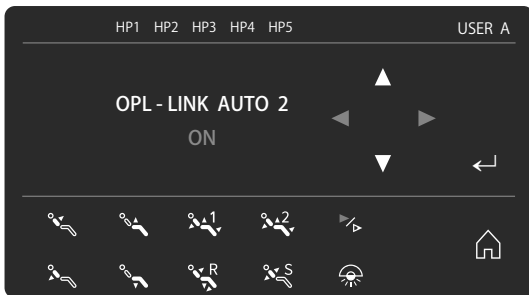 HP1 HP2 HP3 HP4 HP5 USER A
OPL - LINK AUTO 2
ON
1 2
R S